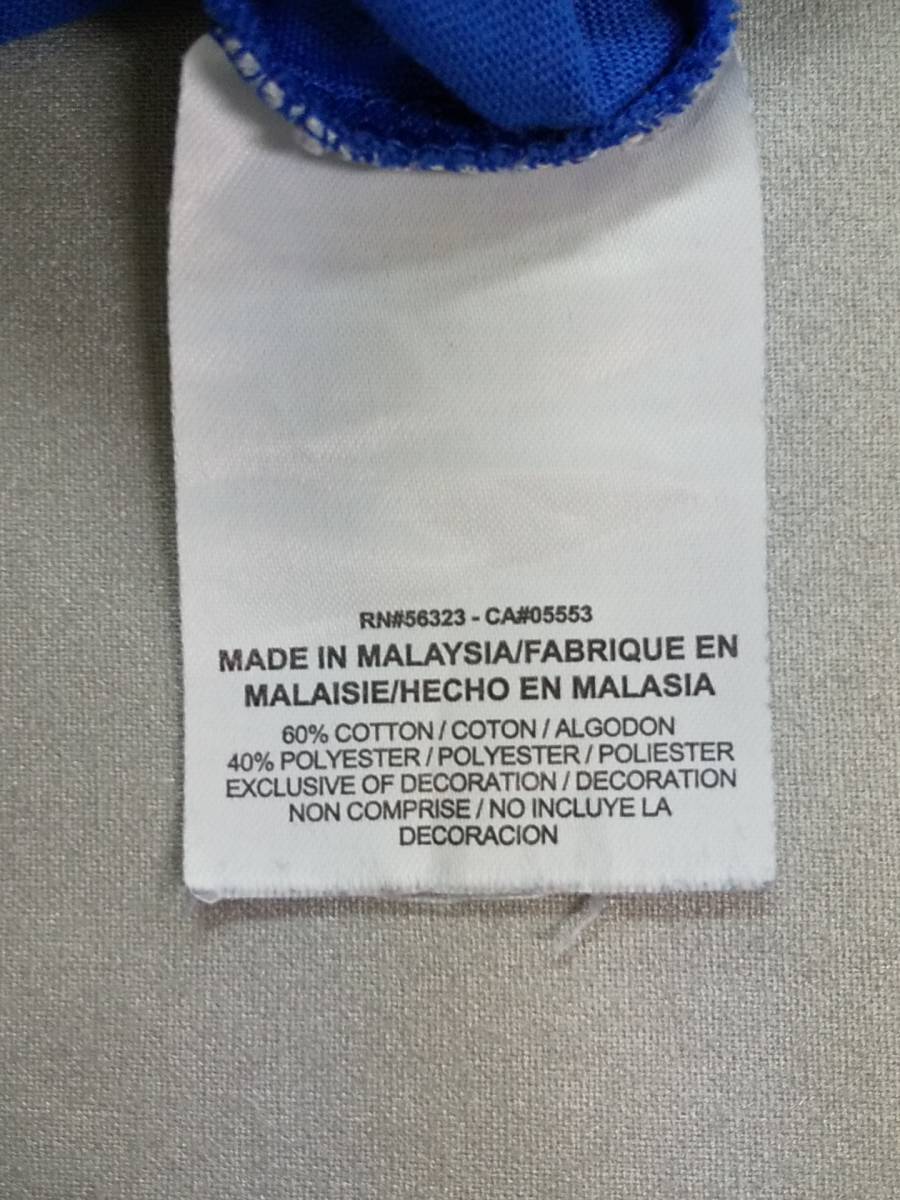 RN#56323 - CA#05553
MADE IN MALAYSIA/FABRIQUE EN
MALAISIE/HECHO EN MALASIA
60% COTTON / COTON / ALGODON
40% POLYESTER / POLYESTER / POLIESTER
EXCLUSIVE OF DECORATION / DECORATION
NON COMPRISE / NO INCLUYE LA
DECORACION